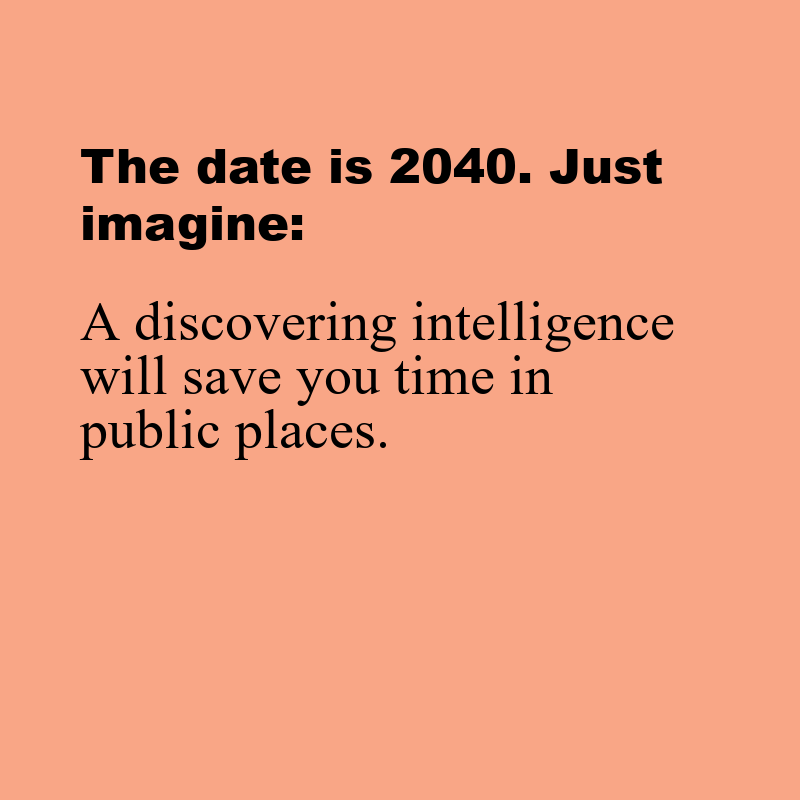 The date is 2040. Just
imagine:
A discovering intelligence
will save you time in
public places.